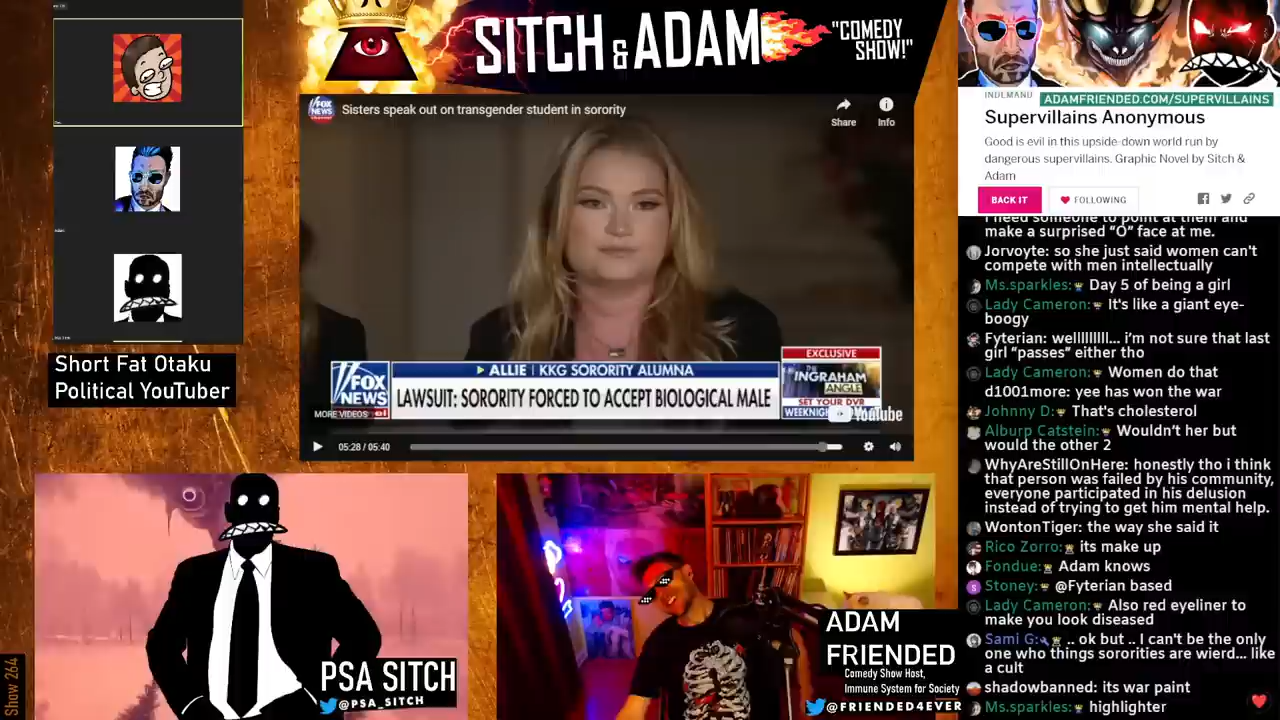 SITCH & ADAM
"COMEDY
SHOW!"
FOX
NEWS
channel
Sisters speak out on transgender student in sorority
Share
Info
FOX
NEWS
ALLIE | KKG SORORITY ALUMNA
LAWSUIT: SORORITY FORCED TO ACCEPT BIOLOGICAL MALE
EXCLUSIVE
THE
INGRAHAM
ANGLE
SET YOUR DVR
WEEKNIG
MORE VIDEOS
YouTube
05:28 / 05:40
Short Fat Otaku
Political YouTuber
Show 264
PSA SITCH
@PSA_SITCH
ADAM
FRIENDED
Comedy Show Host,
Immune System for Society
@FRIENDED4EVER
INDEMAND
ADAMFRIENDED.COM/SUPERVILLAINS
Supervillains Anonymous
Good is evil in this upside-down world run by
dangerous supervillains. Graphic Novel by Sitch &
Adam
BACK IT
FOLLOWING
I need someone to point at them and
make a surprised "O" face at me.
Jorvoyte: so she just said women can't
compete with men intellectually
Ms.sparkles: Day 5 of being a girl
Lady Cameron: It's like a giant eye-
boogy
Fyterian: wellllllll... i'm not sure that last
girl "passes" either tho
Lady Cameron: Women do that
d1001more: yee has won the war
Johnny D: That's cholesterol
Alburp Catstein: Wouldn't her but
would the other 2
WhyAreStillOnHere: honestly tho i think
that person was failed by his community,
everyone participated in his delusion
instead of trying to get him mental help.
WontonTiger: the way she said it
Rico Zorro: its make up
Fondue: Adam knows
Stoney: @Fyterian based
Lady Cameron: Also red eyeliner to
make you look diseased
Sami G: .. ok but .. I can't be the only
one who things sororities are wierd... like
a cult
shadowbanned: its war paint
Ms.sparkles: highlighter